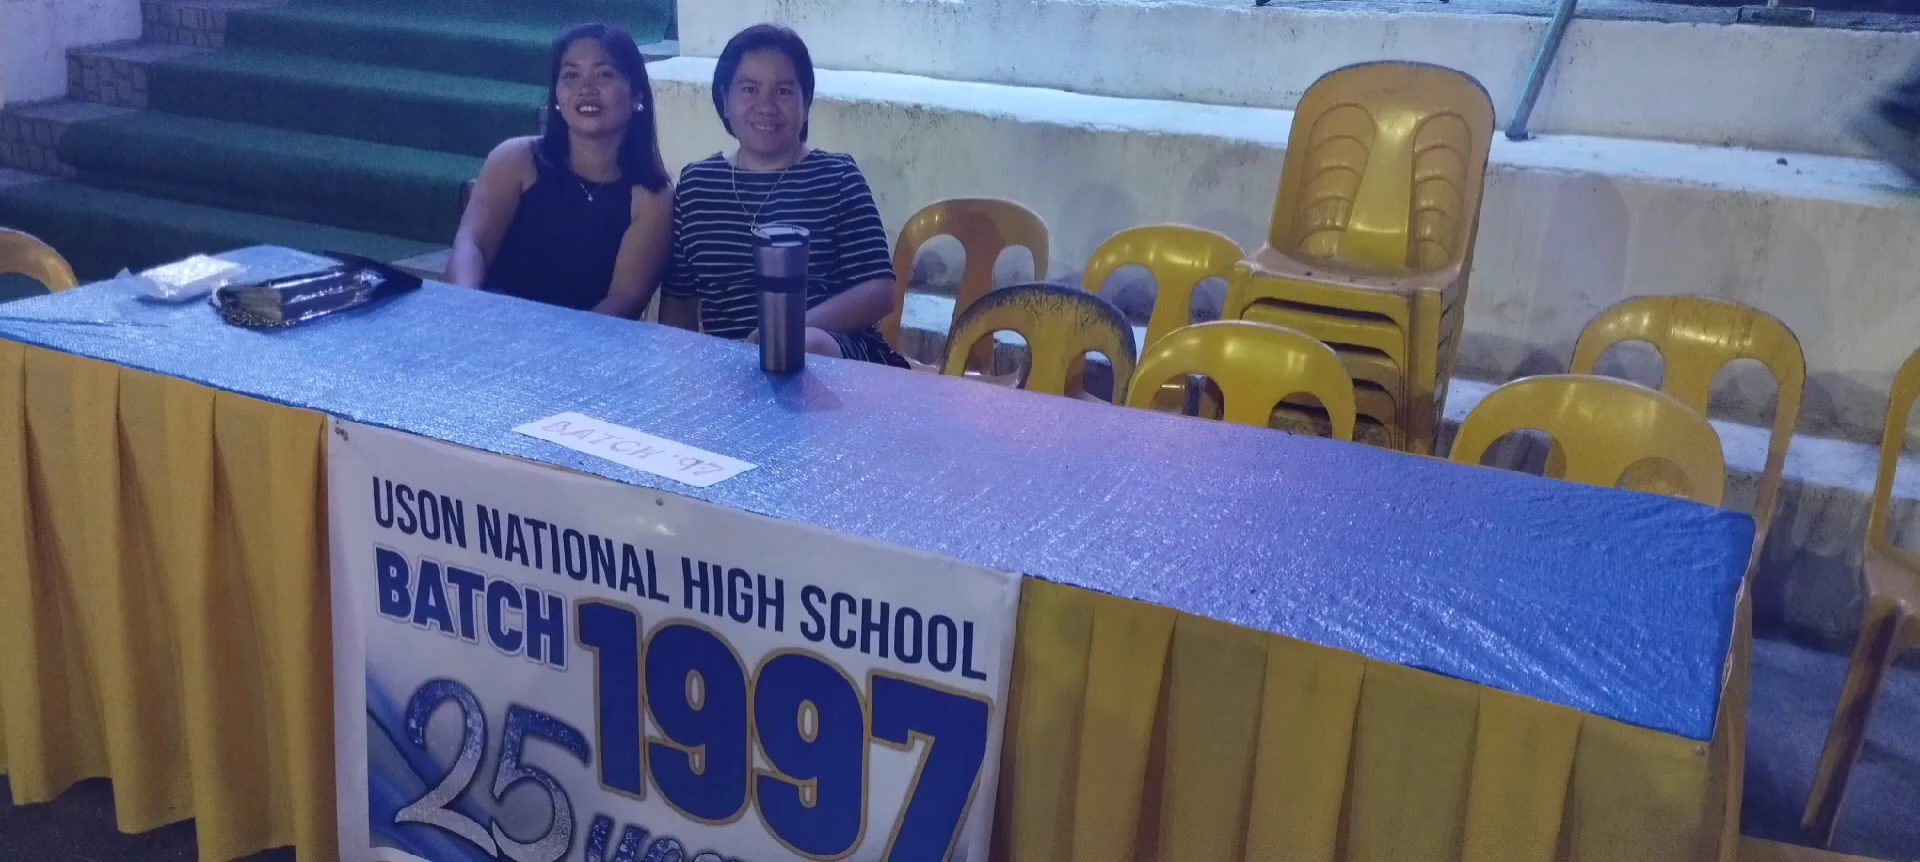 BATCH '97
USON NATIONAL HIGH SCHOOL
BATCH 1997
25